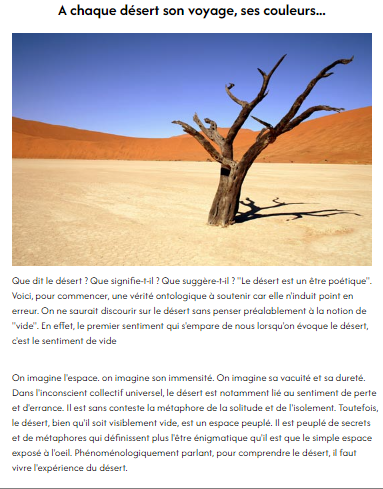 A chaque désert son voyage, ses couleurs...
Que dit le désert ? Que signifie-t-il ? Que suggère-t-il ? "Le désert est un être poétique".
Voici, pour commencer, une vérité ontologique à soutenir car elle n'induit point en
erreur. On ne saurait discourir sur le désert sans penser préalablement à la notion de
"vide". En effet, le premier sentiment qui s'empare de nous lorsqu'on évoque le désert,
c'est le sentiment de vide
On imagine l'espace. on imagine son immensité. On imagine sa vacuité et sa dureté.
Dans l'inconscient collectif universel, le désert est notamment lié au sentiment de perte
et d'errance. Il est sans conteste la métaphore de la solitude et de l'isolement. Toutefois,
le désert, bien qu'il soit visiblement vide, est un espace peuplé. Il est peuplé de secrets
et de métaphores qui définissent plus l'être énigmatique qu'il est que le simple espace
exposé à l'oeil. Phénoménologiquement parlant, pour comprendre le désert, il faut
vivre l'expérience du désert.